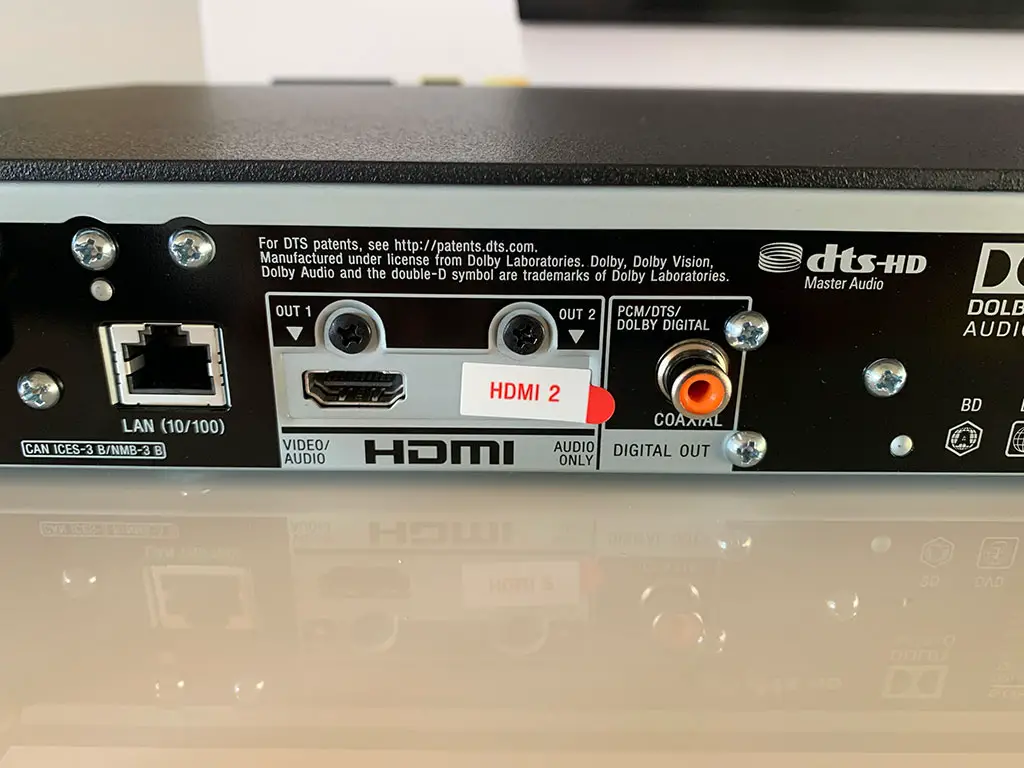 For DTS patents, see http://patents.dts.com.
Manufactured under license from Dolby Laboratories. Dolby, Dolby Vision,
Dolby Audio and the double-D symbol are trademarks of Dolby Laboratories.
dts-HD
Master Audio
OUT 1
OUT 2
PCM/DTS/
DOLBY DIGITAL
HDMI 2
LAN (10/100)
CAN ICES-3 B/NMB-3 B
VIDEO/
AUDIO
HDMI
AUDIO
ONLY
COAXIAL
DIGITAL OUT
BD
A